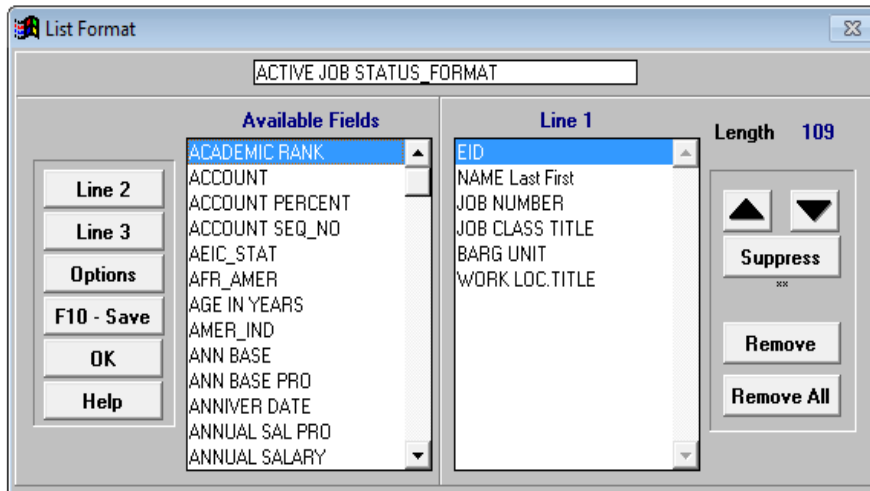 List Format
ACTIVE JOB STATUS_FORMAT
Line 2
Line 3
Options
F10 - Save
OK
Help
Available Fields
ACADEMIC RANK
ACCOUNT
ACCOUNT PERCENT
ACCOUNT SEQ_NO
AEIC_STAT
AFR_AMER
AGE IN YEARS
AMER_IND
ANN BASE
ANN BASE PRO
ANNIVER DATE
ANNUAL SAL PRO
ANNUAL SALARY
Line 1
EID
NAME Last First
JOB NUMBER
JOB CLASS TITLE
BARG UNIT
WORK LOC.TITLE
Length 109
Suppress
xx
Remove
Remove All